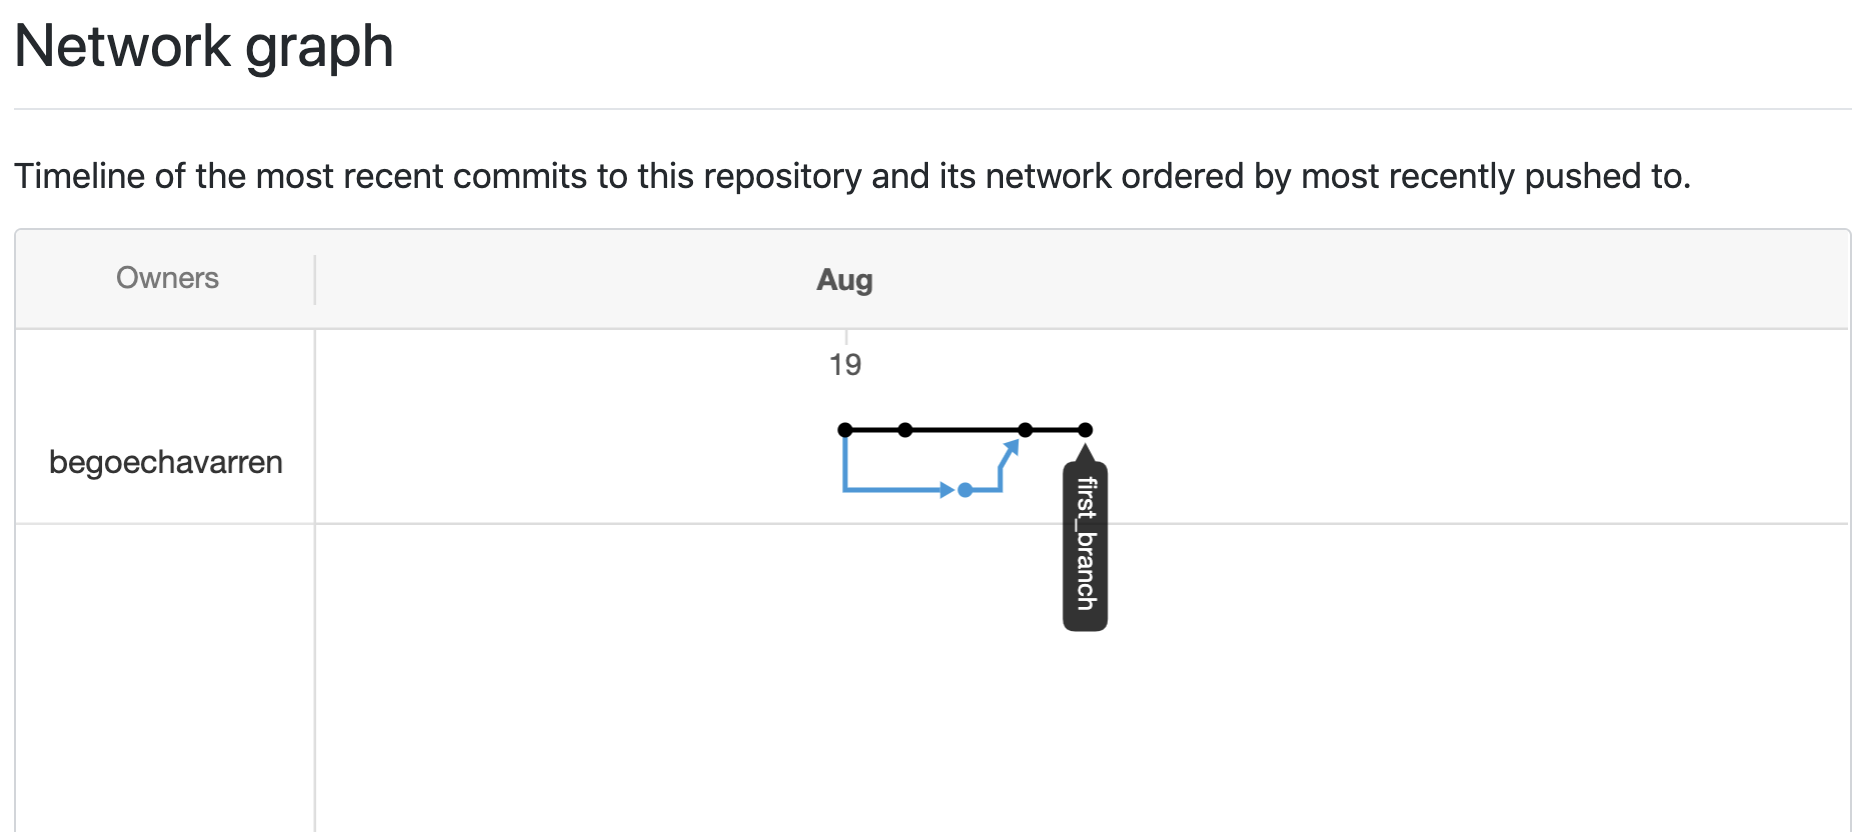 Network graph
Timeline of the most recent commits to this repository and its network ordered by most recently pushed to.
Owners
Aug
19
begoechavarren
first_branch